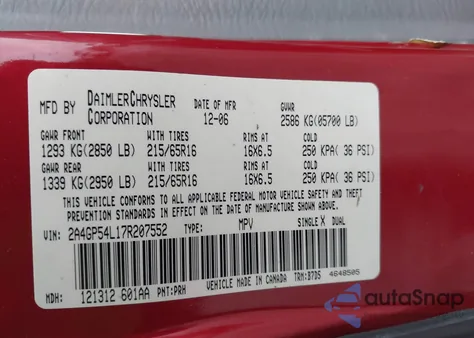 MFD BY DAIMLERCHRYSLER CORPORATION DATE OF MFR 12-06 GVWR 2586 KG(05700 LB)
GAWR FRONT WITH TIRES RIMS AT COLD
1293 KG(2850 LB) 215/65R16 16X6.5 250 KPA( 36 PSI)
GAWR REAR WITH TIRES RIMS AT COLD
1339 KG(2950 LB) 215/65R16 16X6.5 250 KPA( 36 PSI)
THIS VEHICLE CONFORMS TO ALL APPLICABLE FEDERAL MOTOR VEHICLE SAFETY, BUMPER, AND THEFT
PREVENTION STANDARDS IN EFFECT ON THE DATE OF MANUFACTURE SHOWN ABOVE.
VIN: 2A4GP54L17R207552 TYPE: MPV SINGLE X DUAL
VEHICLE MADE IN CANADA 4648505
MDH: 121312 601AA PNT:PRH TRM:B7D5
autoSnap